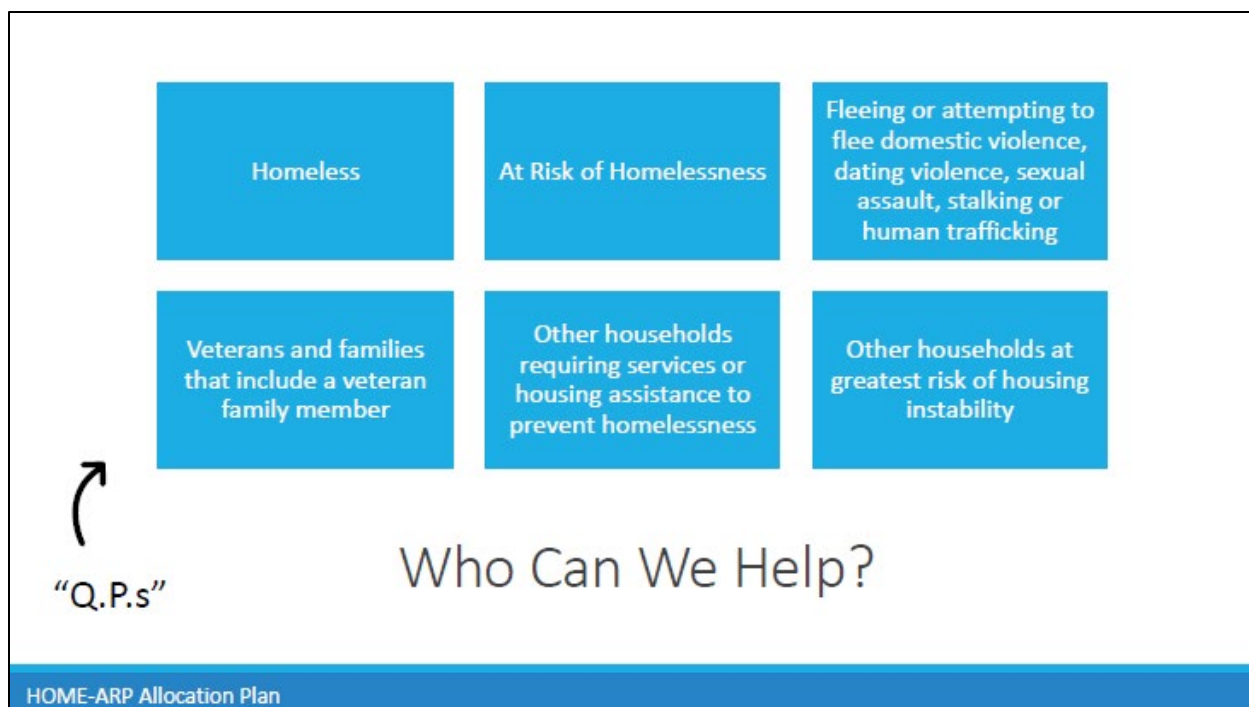 Homeless
At Risk of Homelessness
Fleeing or attempting to
flee domestic violence,
dating violence, sexual
assault, stalking or
human trafficking
Veterans and families
that include a veteran
family member
Other households
requiring services or
housing assistance to
prevent homelessness
Other households at
greatest risk of housing
instability
“Q.P.s”
Who Can We Help?
HOME-ARP Allocation Plan